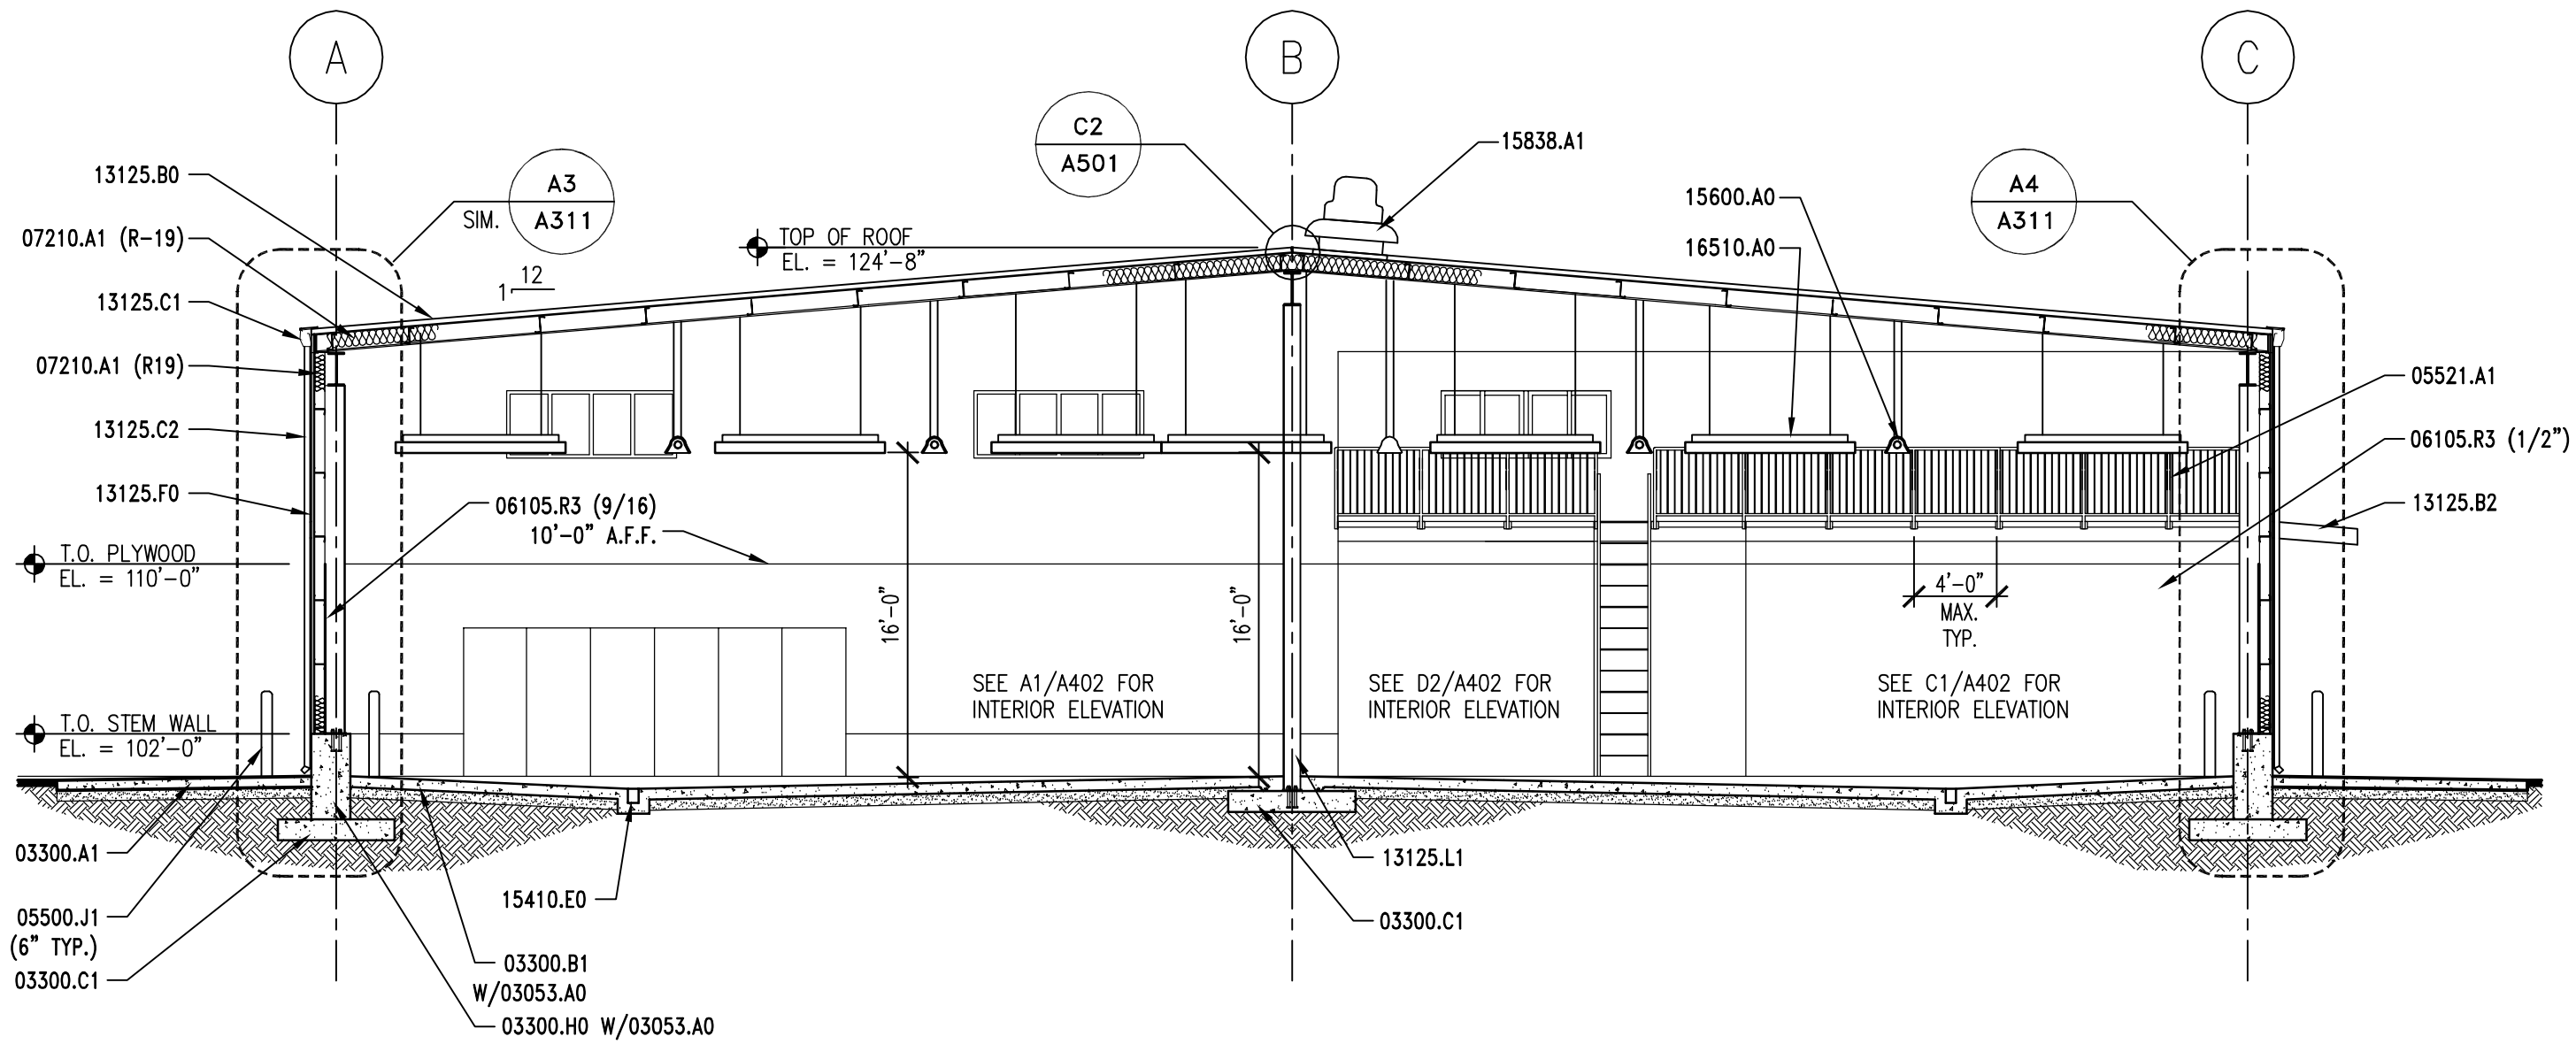 A
B
C
C2
A501
15838.A1
13125.B0
A3
SIM.
A311
15600.A0
A4
A311
07210.A1 (R-19)
TOP OF ROOF
EL. = 124'-8"
16510.A0
12
1
13125.C1
07210.A1 (R19)
05521.A1
13125.C2
06105.R3 (1/2")
13125.F0
06105.R3 (9/16)
10'-0" A.F.F.
13125.B2
T.O. PLYWOOD
EL. = 110'-0"
16'-0"
16'-0"
4'-0"
MAX.
TYP.
SEE A1/A402 FOR
INTERIOR ELEVATION
SEE D2/A402 FOR
INTERIOR ELEVATION
SEE C1/A402 FOR
INTERIOR ELEVATION
T.O. STEM WALL
EL. = 102'-0"
03300.A1
13125.L1
15410.E0
05500.J1
(6" TYP.)
03300.C1
03300.C1
03300.B1
W/03053.A0
03300.H0 W/03053.A0